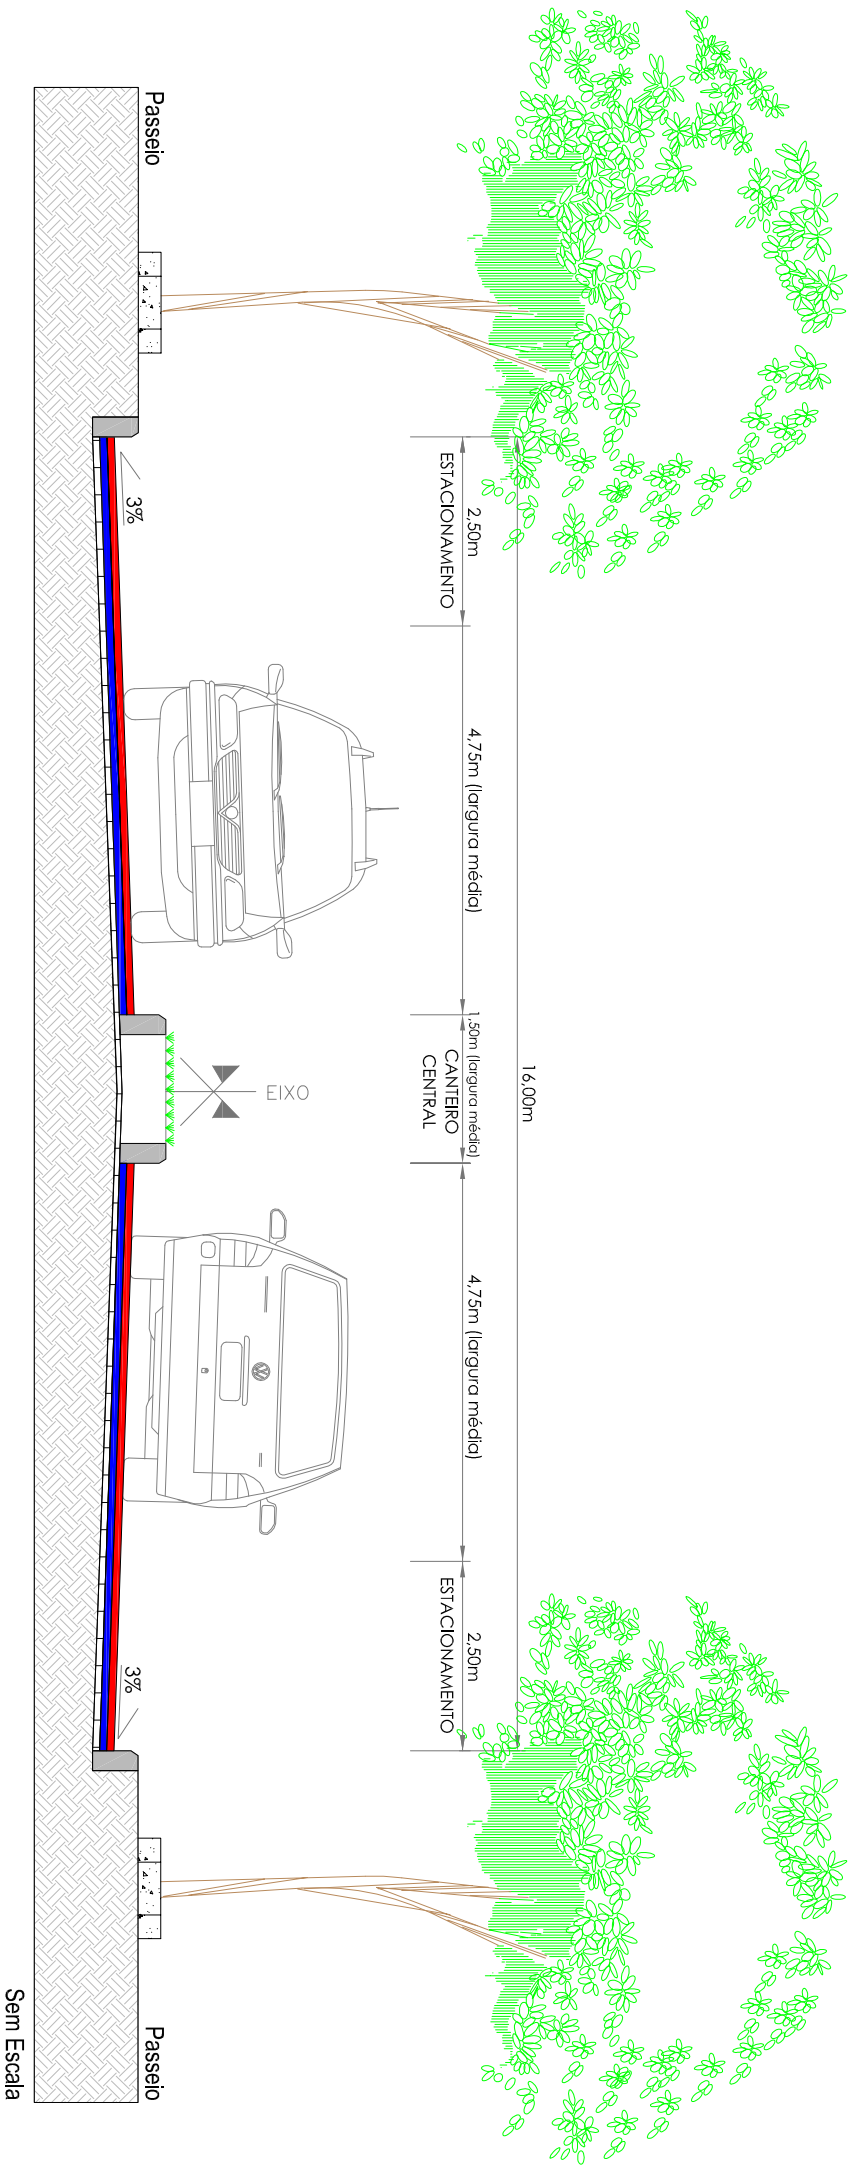 16,00m
2,50m
ESTACIONAMENTO
4,75m (largura média)
1,50m (largura média)
CANTEIRO
CENTRAL
4,75m (largura média)
2,50m
ESTACIONAMENTO
EIXO
Passeio
3%
3%
Passeio
Sem Escala